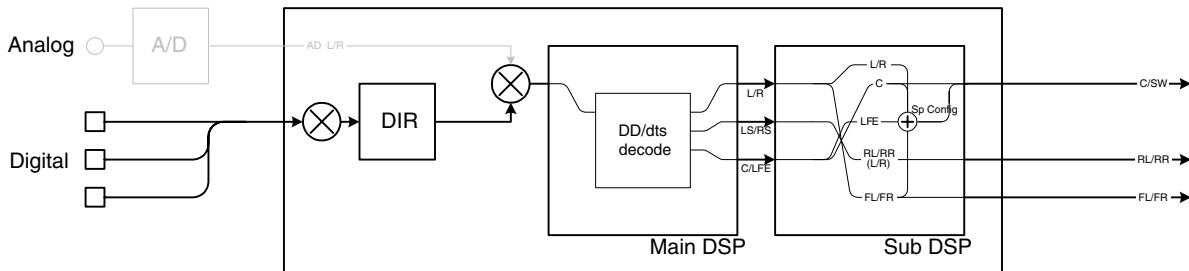 Analog
A/D
AD L/R
Digital
DIR
DD/dts
decode
L/R
LS/RS
C/LFE
Main DSP
L/R
C
LFE
Sp Config
RL/RR
(L/R)
FL/FR
Sub DSP
C/SW
RL/RR
FL/FR